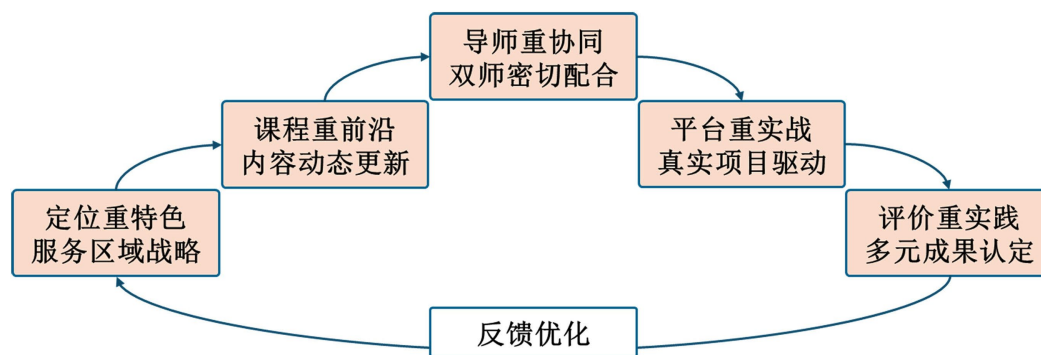 导师重协同
双师密切配合
课程重前沿
内容动态更新
平台重实战
真实项目驱动
定位重特色
服务区域战略
评价重实践
多元成果认定
反馈优化